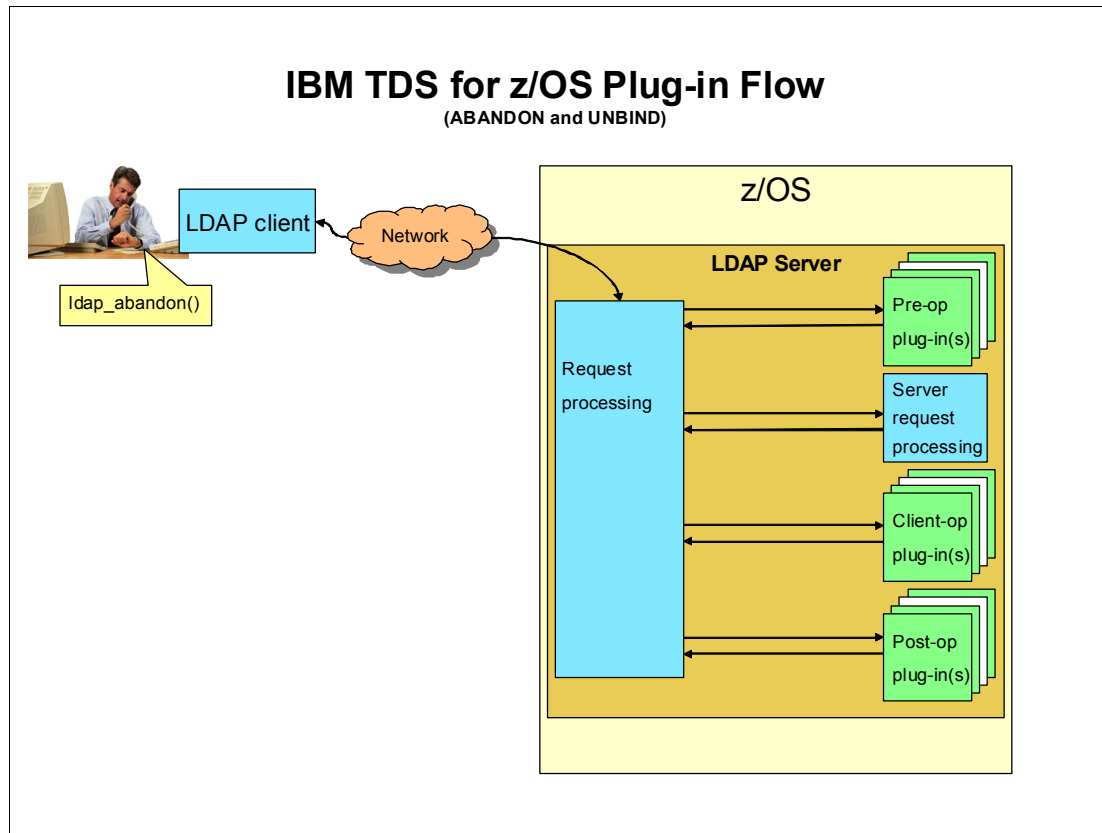 IBM TDS for z/OS Plug-in Flow
(ABANDON and UNBIND)
z/OS
LDAP client
Network
LDAP Server
ldap_abandon()
Pre-op
plug-in(s)
Request
processing
Server
request
processing
Client-op
plug-in(s)
Post-op
plug-in(s)